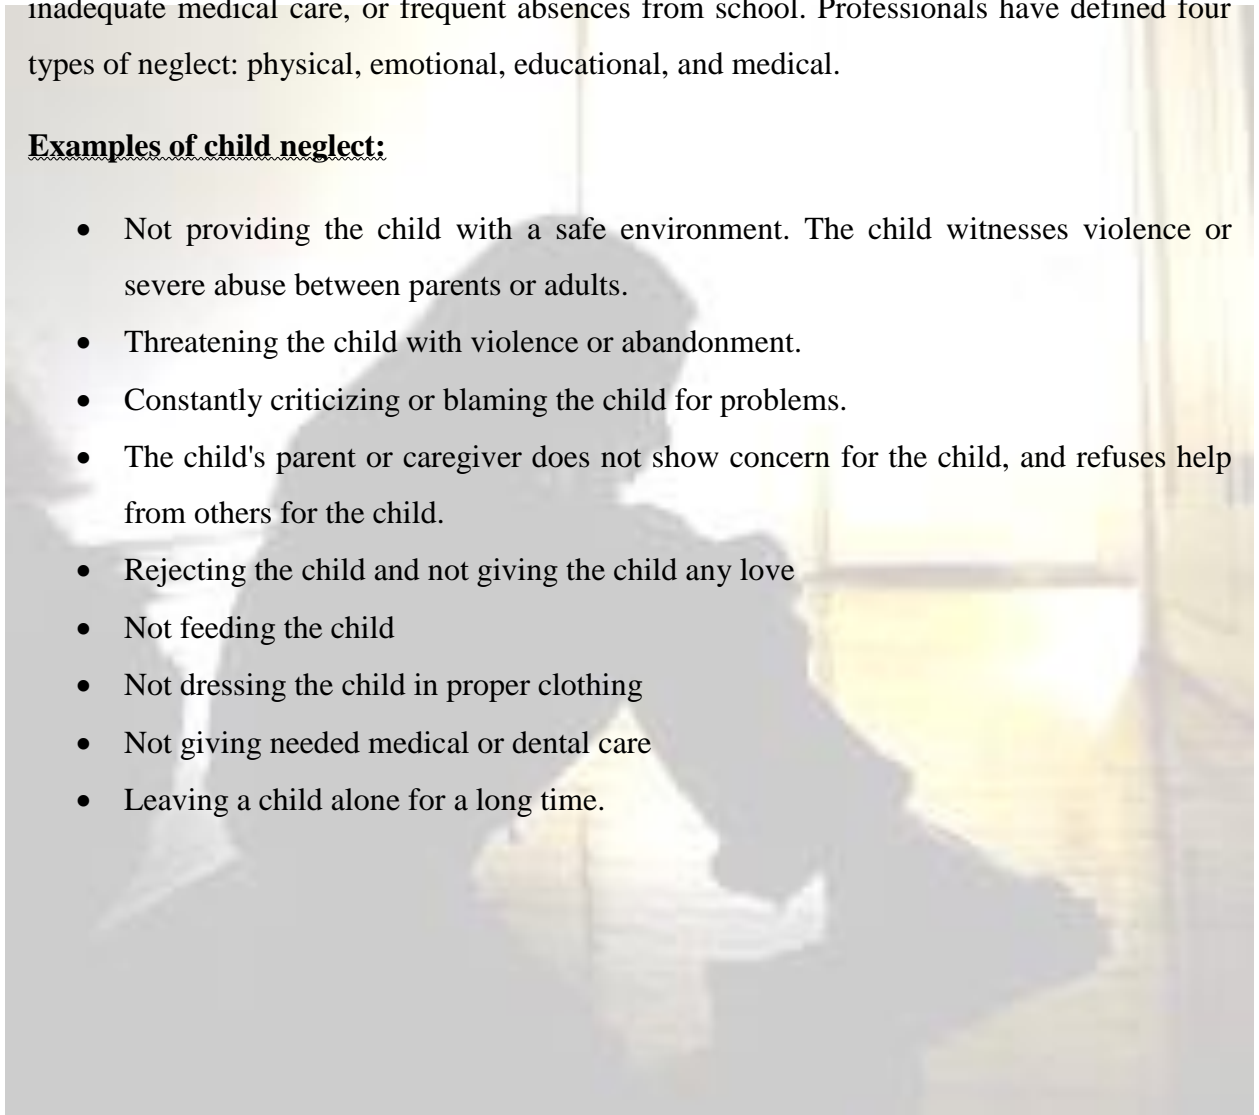 inadequate medical care, or frequent absences from school. Professionals have defined four
types of neglect: physical, emotional, educational, and medical.
Examples of child neglect:
• Not providing the child with a safe environment. The child witnesses violence or
severe abuse between parents or adults.
• Threatening the child with violence or abandonment.
• Constantly criticizing or blaming the child for problems.
• The child's parent or caregiver does not show concern for the child, and refuses help
from others for the child.
• Rejecting the child and not giving the child any love
• Not feeding the child
• Not dressing the child in proper clothing
• Not giving needed medical or dental care
• Leaving a child alone for a long time.